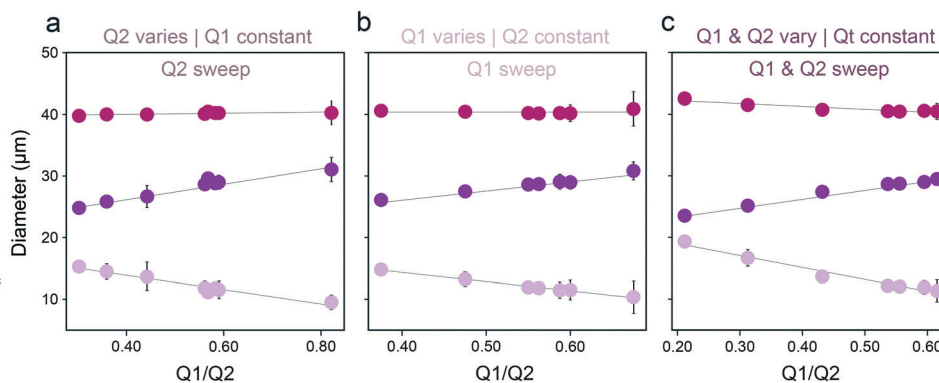 a
Q2 varies | Q1 constant
Q2 sweep
b
Q1 varies | Q2 constant
Q1 sweep
c
Q1 & Q2 vary | Qt constant
Q1 & Q2 sweep
Diameter (μm)
50
40
30
20
10
0.40
0.60
0.80
Q1/Q2
0.40
0.50
0.60
Q1/Q2
0.20
0.30
0.40
0.50
0.60
Q1/Q2